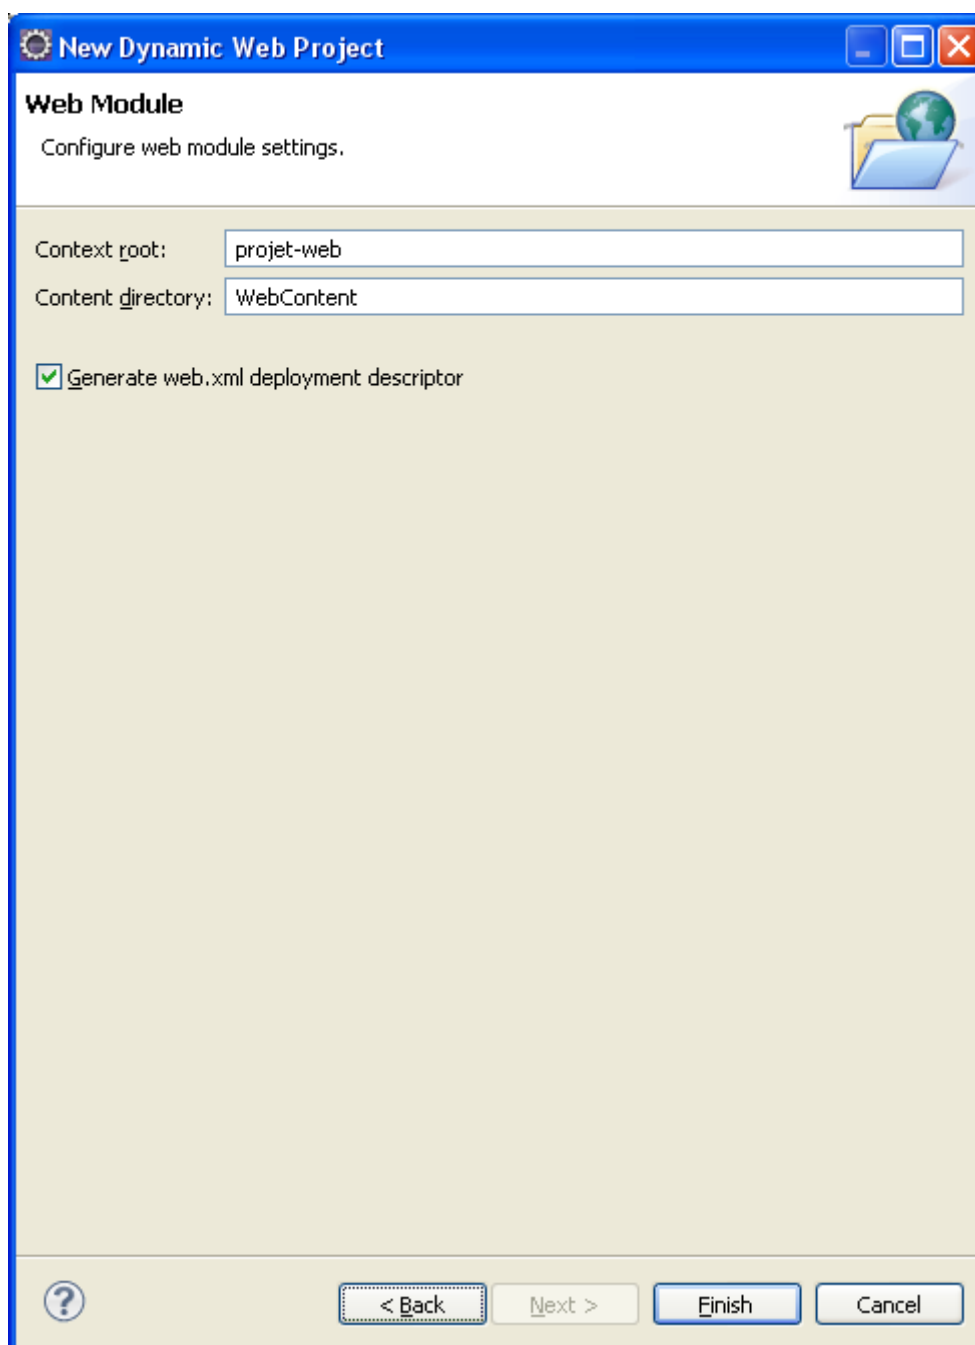 New Dynamic Web Project
Web Module
Configure web module settings.
Context root: projet-web
Content directory: WebContent
Generate web.xml deployment descriptor
? < Back Next > Finish Cancel